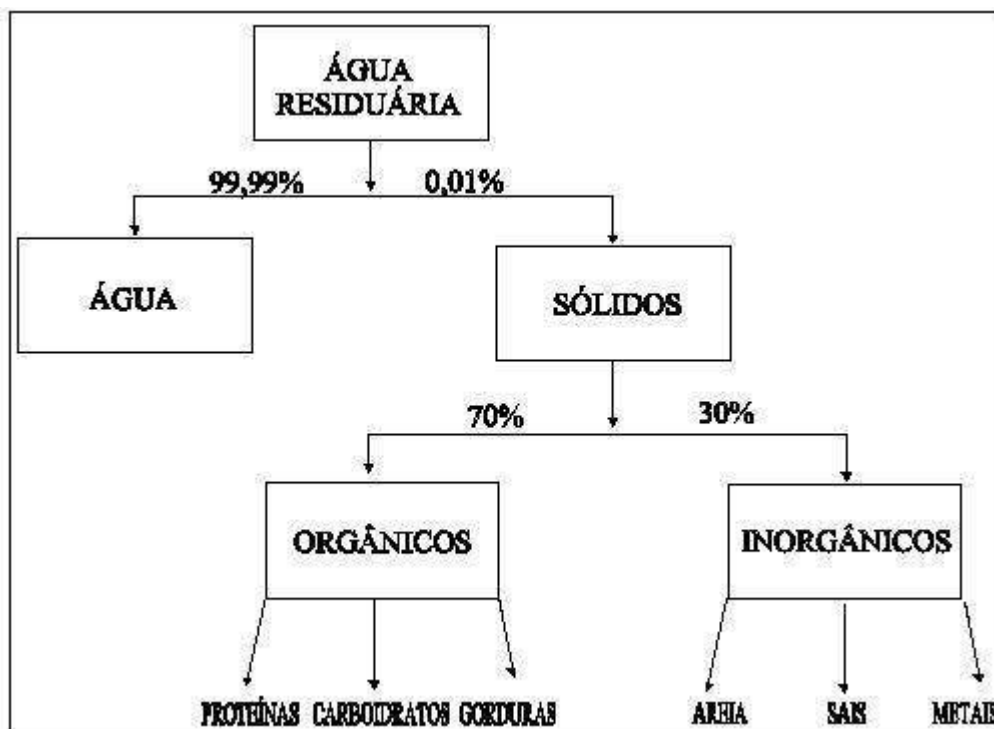 ÁGUA
RESIDUÁRIA
99,99%
0,01%
ÁGUA
SÓLIDOS
70%
30%
ORGÂNICOS
INORGÂNICOS
PROTEÍNAS CARBOIDRATOS GORDURAS
AREIA SAIS METAIS